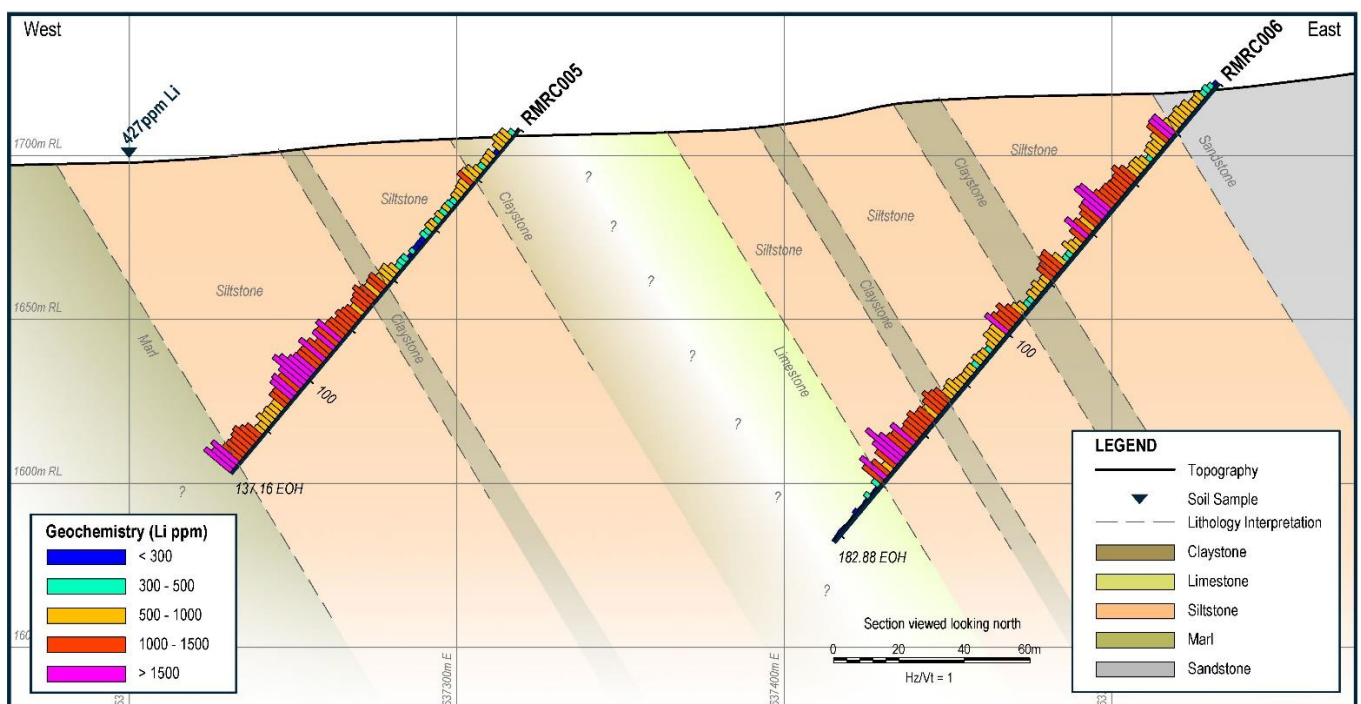 West
East
427ppm Li
RMRC005
RMRC006
1700m RL
1650m RL
1600m RL
Marl
Siltstone
Siltstone
Claystone
Claystone
?
?
?
?
?
?
?
?
?
Limestone
Siltstone
Claystone
Siltstone
Claystone
Siltstone
Sandstone
100
137.16 EOH
100
182.88 EOH
637300m E
637400m E
Geochemistry (Li ppm)
< 300
300 - 500
500 - 1000
1000 - 1500
> 1500
Section viewed looking north
0 20 40 60m
Hz/Vt = 1
LEGEND
Topography
Soil Sample
Lithology Interpretation
Claystone
Limestone
Siltstone
Marl
Sandstone